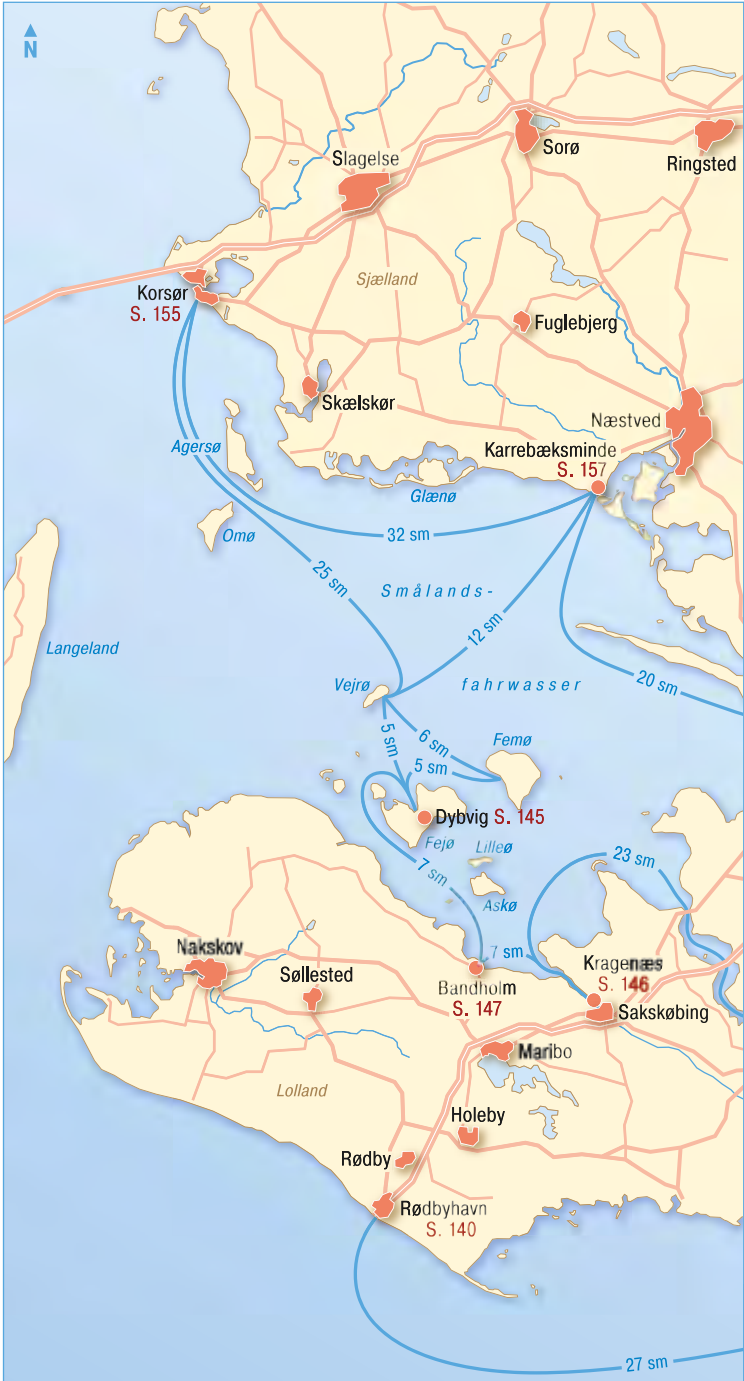 N
Slagelse
Sorø
Ringsted
Sjælland
Korsør
S. 155
Fuglebjerg
Skælskør
Næstved
Agersø
Karrebæksminde
S. 157
Glænø
Omø
32 sm
25 sm
Smålands-
12 sm
Langeland
Vejrø
fahrwasser
20 sm
5 sm
6 sm
Femø
5 sm
Dybvig S. 145
Fejø
Lilleø
23 sm
7 sm
Askø
Nakskov
7 sm
Kragenæs
S. 146
Søllested
Bandholm
S. 147
Sakskøbing
Maribo
Lolland
Holeby
Rødby
Rødbyhavn
S. 140
27 sm